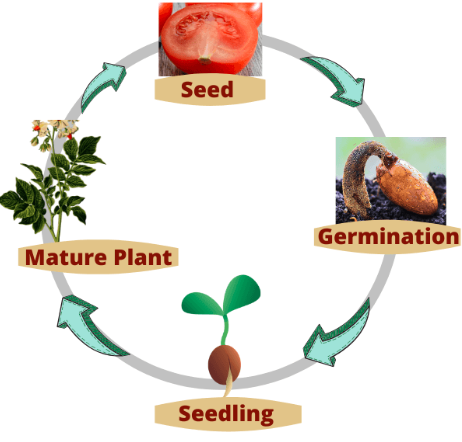 Seed
Germination
Seedling
Mature Plant